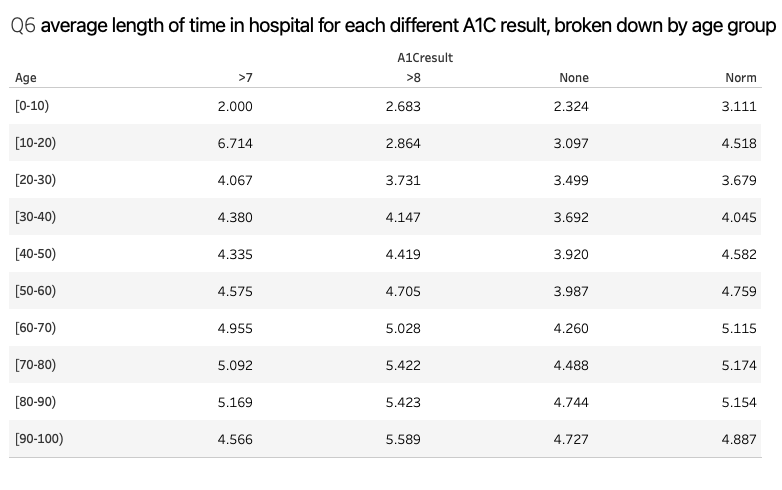 Q6 average length of time in hospital for each different A1C result, broken down by age group
A1Cresult
Age >7 >8 None Norm
[0-10) 2.000 2.683 2.324 3.111
[10-20) 6.714 2.864 3.097 4.518
[20-30) 4.067 3.731 3.499 3.679
[30-40) 4.380 4.147 3.692 4.045
[40-50) 4.335 4.419 3.920 4.582
[50-60) 4.575 4.705 3.987 4.759
[60-70) 4.955 5.028 4.260 5.115
[70-80) 5.092 5.422 4.488 5.174
[80-90) 5.169 5.423 4.744 5.154
[90-100) 4.566 5.589 4.727 4.887